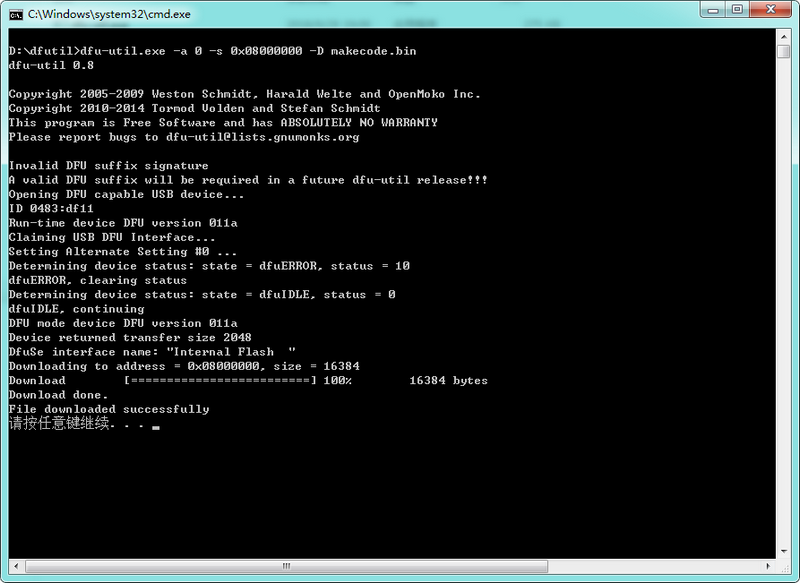 C:\Windows\system32\cmd.exe
D:\dfutil>dfu-util.exe -a 0 -s 0x08000000 -D makecode.bin
dfu-util 0.8
Copyright 2005-2009 Weston Schmidt, Harald Welte and OpenMoko Inc.
Copyright 2010-2014 Tormod Volden and Stefan Schmidt
This program is Free Software and has ABSOLUTELY NO WARRANTY
Please report bugs to dfu-util@lists.gnumonks.org
Invalid DFU suffix signature
A valid DFU suffix will be required in a future dfu-util release!!!
Opening DFU capable USB device...
ID 0483:df11
Run-time device DFU version 011a
Claiming USB DFU Interface...
Setting Alternate Setting #0 ...
Determining device status: state = dfuERROR, status = 10
dfuERROR, clearing status
Determining device status: state = dfuIDLE, status = 0
dfuIDLE, continuing
DFU mode device DFU version 011a
Device returned transfer size 2048
DfuSe interface name: "Internal Flash  "
Downloading to address = 0x08000000, size = 16384
Download        [=========================] 100%        16384 bytes
Download done.
File downloaded successfully
请按任意键继续. . .